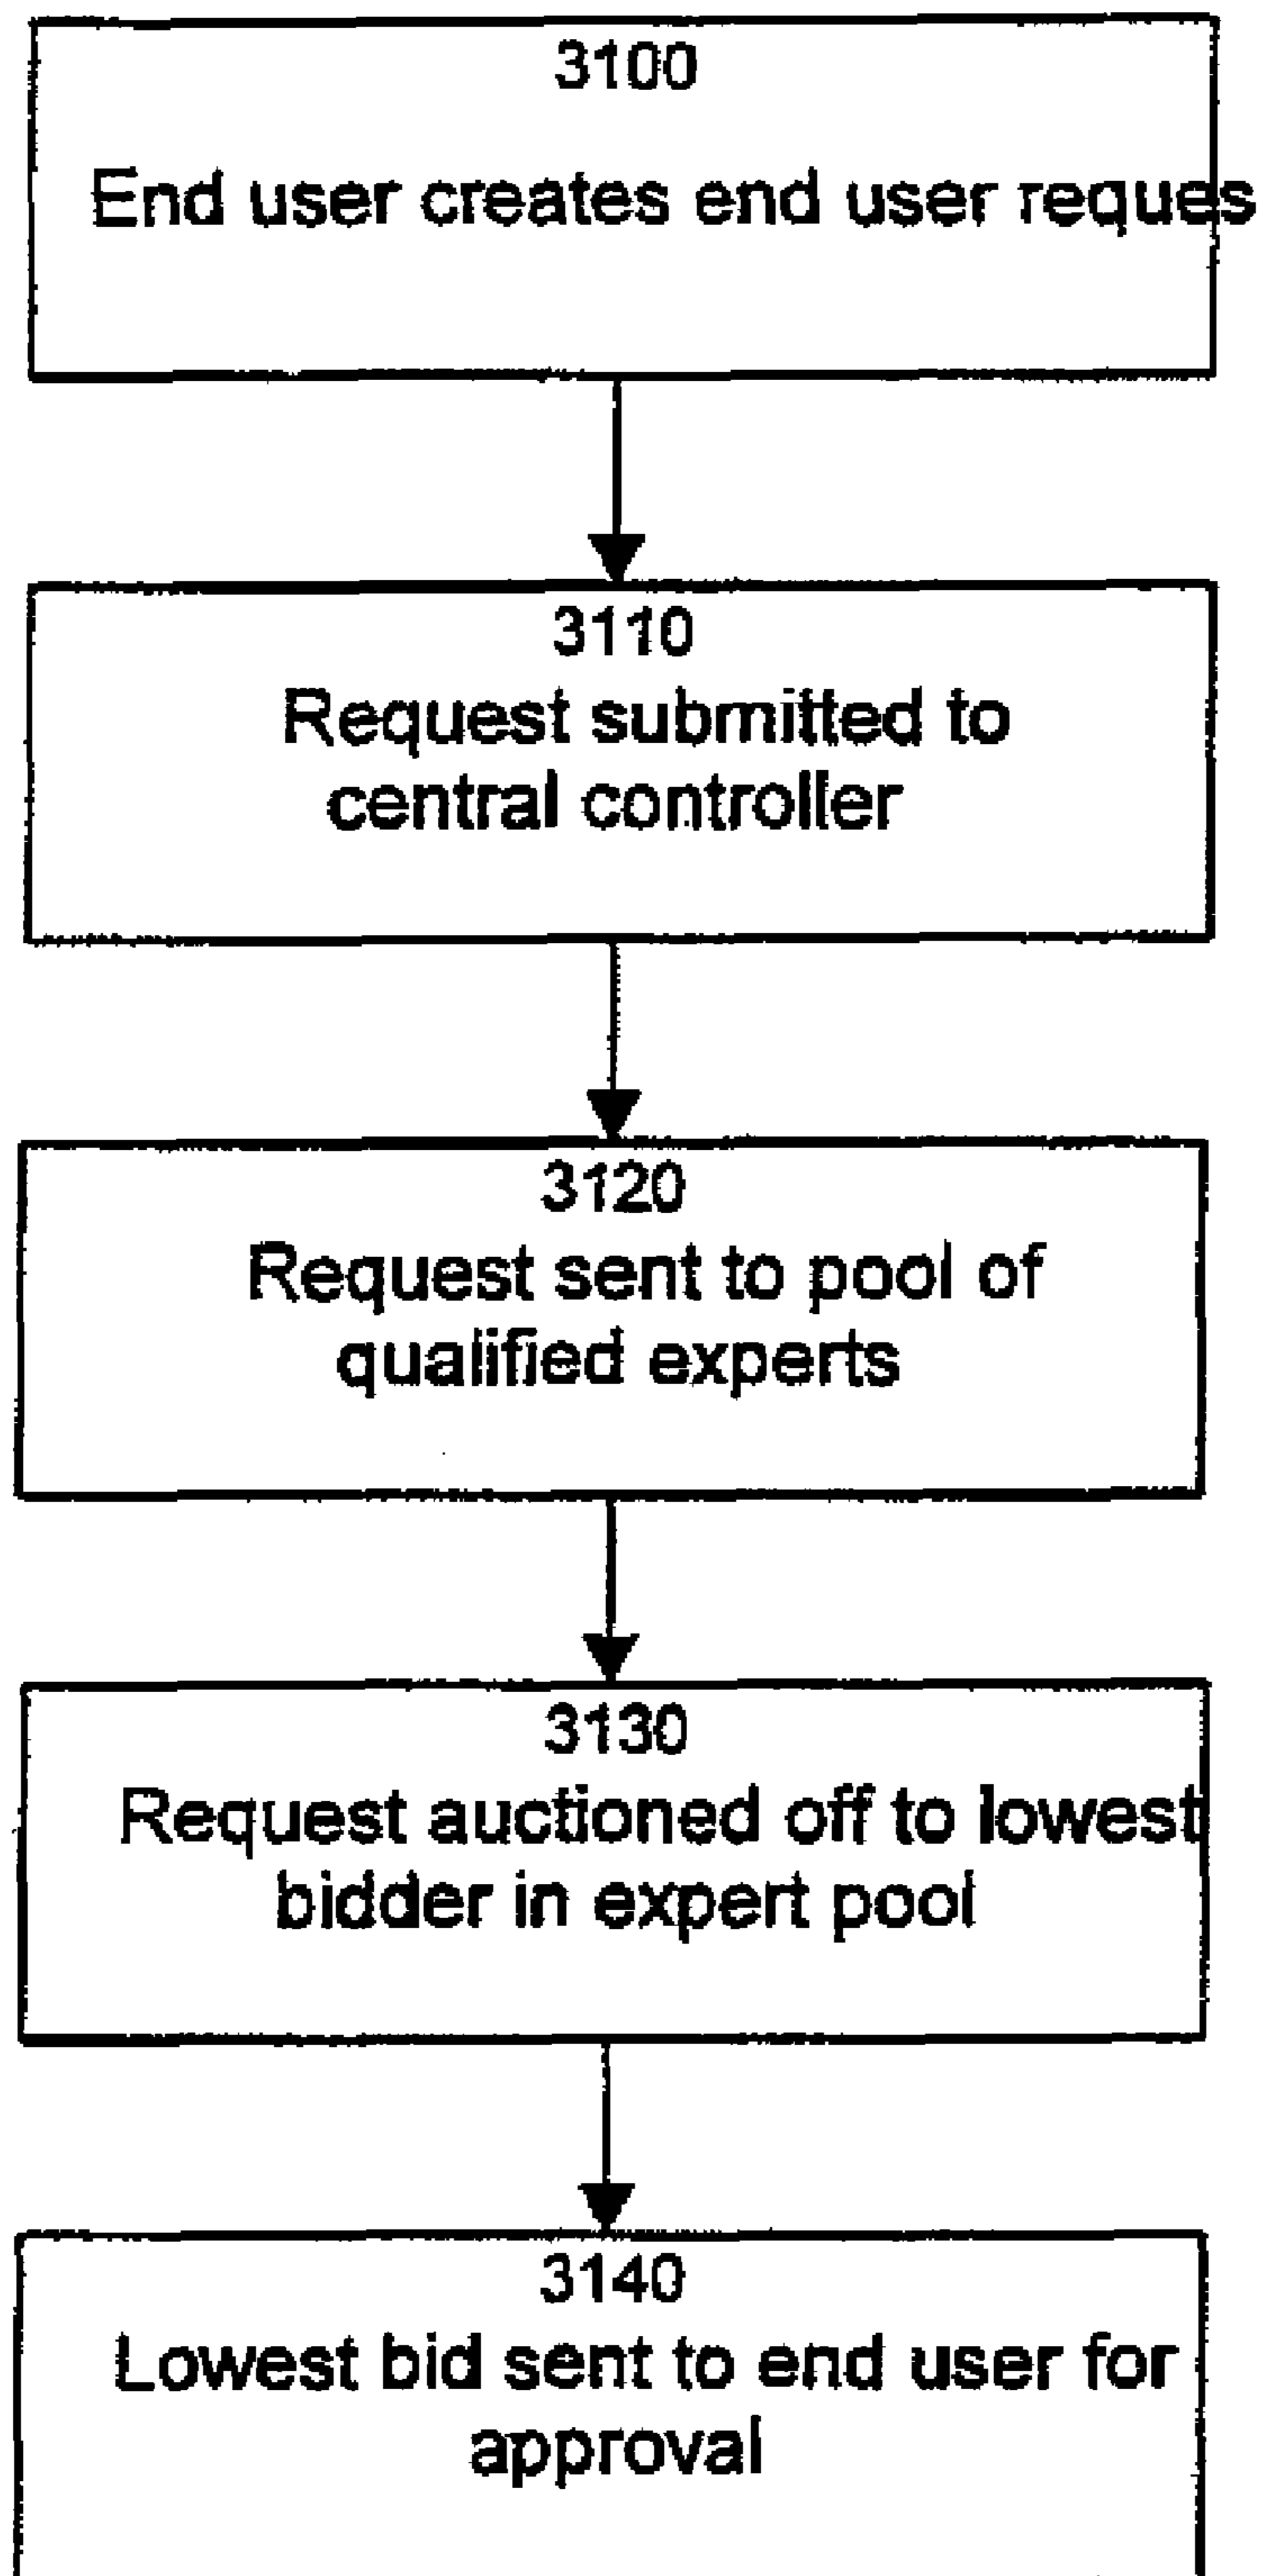 3100
End user creates end user reques
3110
Request submitted to
central controller
3120
Request sent to pool of
qualified experts
3130
Request auctioned off to lowest
bidder in expert pool
3140
Lowest bid sent to end user for
approval